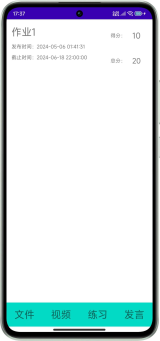 17:37
作业1
得分： 10
发布时间：2024-05-06 01:41:31
截止时间：2024-06-18 22:00:00
总分： 20
文件 视频 练习 发言